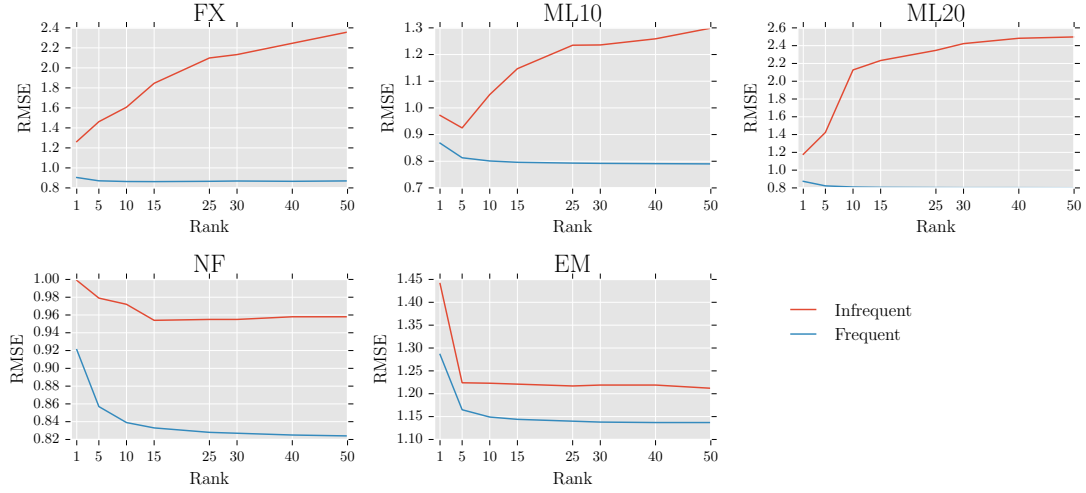 FX
RMSE
2.4
2.2
2.0
1.8
1.6
1.4
1.2
1.0
0.8
1 5 10 15 25 30 40 50
Rank
ML10
RMSE
1.3
1.2
1.1
1.0
0.9
0.8
0.7
1 5 10 15 25 30 40 50
Rank
ML20
RMSE
2.6
2.4
2.2
2.0
1.8
1.6
1.4
1.2
1.0
0.8
1 5 10 15 25 30 40 50
Rank
NF
RMSE
1.00
0.98
0.96
0.94
0.92
0.90
0.88
0.86
0.84
0.82
1 5 10 15 25 30 40 50
Rank
EM
RMSE
1.45
1.40
1.35
1.30
1.25
1.20
1.15
1.10
1 5 10 15 25 30 40 50
Rank
Infrequent
Frequent